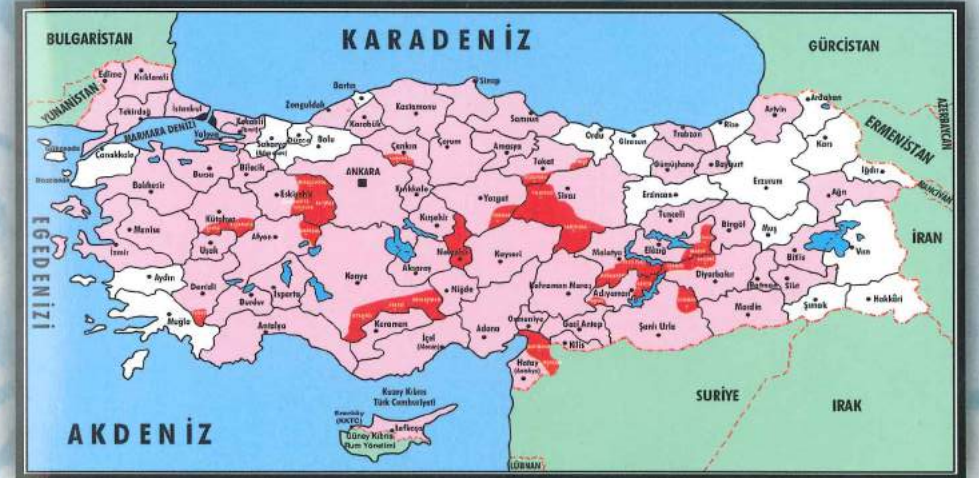 BULGARİSTAN
KARADENİZ
GÜRCİSTAN
YUNANİSTAN
Edirne
Kırklareli
Tekirdağ
İstanbul
MARMARA DENİZİ
Yalova
Kocaeli
Sakarya
Düzce
Bolu
Zonguldak
Bartın
Karabük
Kastamonu
Sinop
Samsun
Çankırı
Çorum
Amasya
Tokat
Ordu
Giresun
Trabzon
Rize
Artvin
Ardahan
Kars
ERMENİSTAN
AZERBAYCAN
NAHCIVAN
Iğdır
Ağrı
Erzurum
Bayburt
Gümüşhane
Erzincan
Sivas
Yozgat
Kırıkkale
ANKARA
Eskişehir
Bilecik
Bursa
Çanakkale
Balıkesir
Kütahya
Manisa
İzmir
Uşak
Afyon
Kırşehir
Nevşehir
Kayseri
Malatya
Elazığ
Tunceli
Bingöl
Muş
Bitlis
Van
İRAN
EGEDENİZİ
Aydın
Denizli
Muğla
Burdur
Isparta
Antalya
Konya
Aksaray
Niğde
Karaman
İçel
(Mersin)
Adana
Kahraman Maraş
Osmaniye
Gazi Antep
Kilis
Hatay
(Antakya)
Adıyaman
Şanlı Urfa
Diyarbakır
Batman
Siirt
Mardin
Şırnak
Hakkâri
SURİYE
IRAK
AKDENİZ
Kuzey Kıbrıs
Türk Cumhuriyeti
(KKTC)
Lefkoşa
Güney Kıbrıs
Rum Yönetimi
LÜBNAN